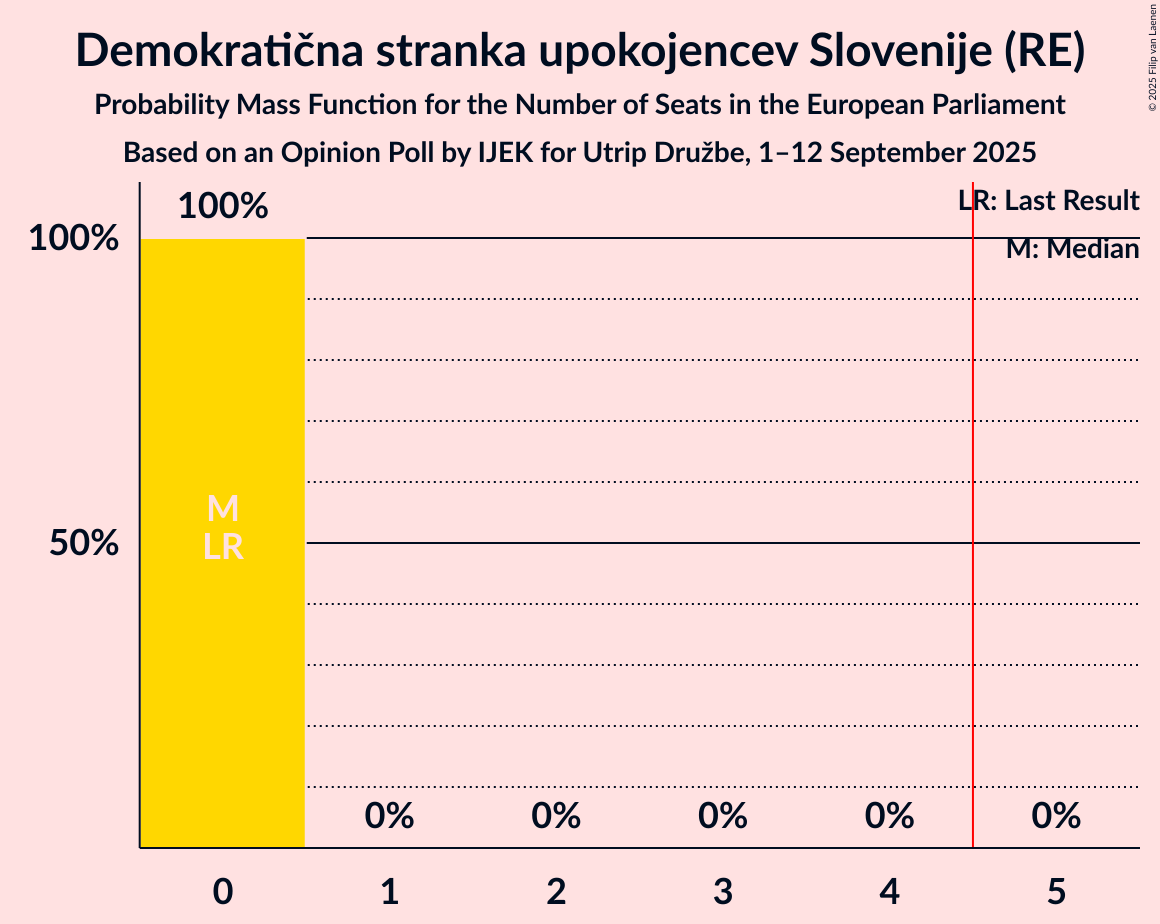 Demokratična stranka upokojencev Slovenije (RE)
Probability Mass Function for the Number of Seats in the European Parliament
Based on an Opinion Poll by IJEK for Utrip Družbe, 1–12 September 2025
© 2025 Filip van Laenen
LR: Last Result
M: Median
100%
100%
50%
M
LR
0% 0% 0% 0% 0%
0 1 2 3 4 5